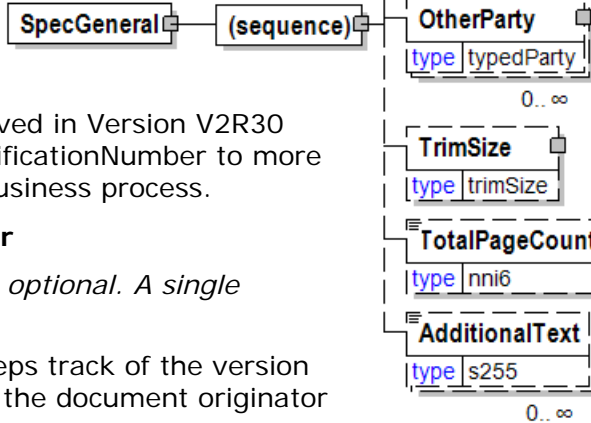 SpecGeneral (sequence) OtherParty
type typedParty
0.. ∞
ved in Version V2R30
ificationNumber to more
usiness process.
r
optional. A single
eps track of the version
the document originator
TrimSize
type trimSize
TotalPageCount
type nni6
AdditionalText
type s255
0.. ∞